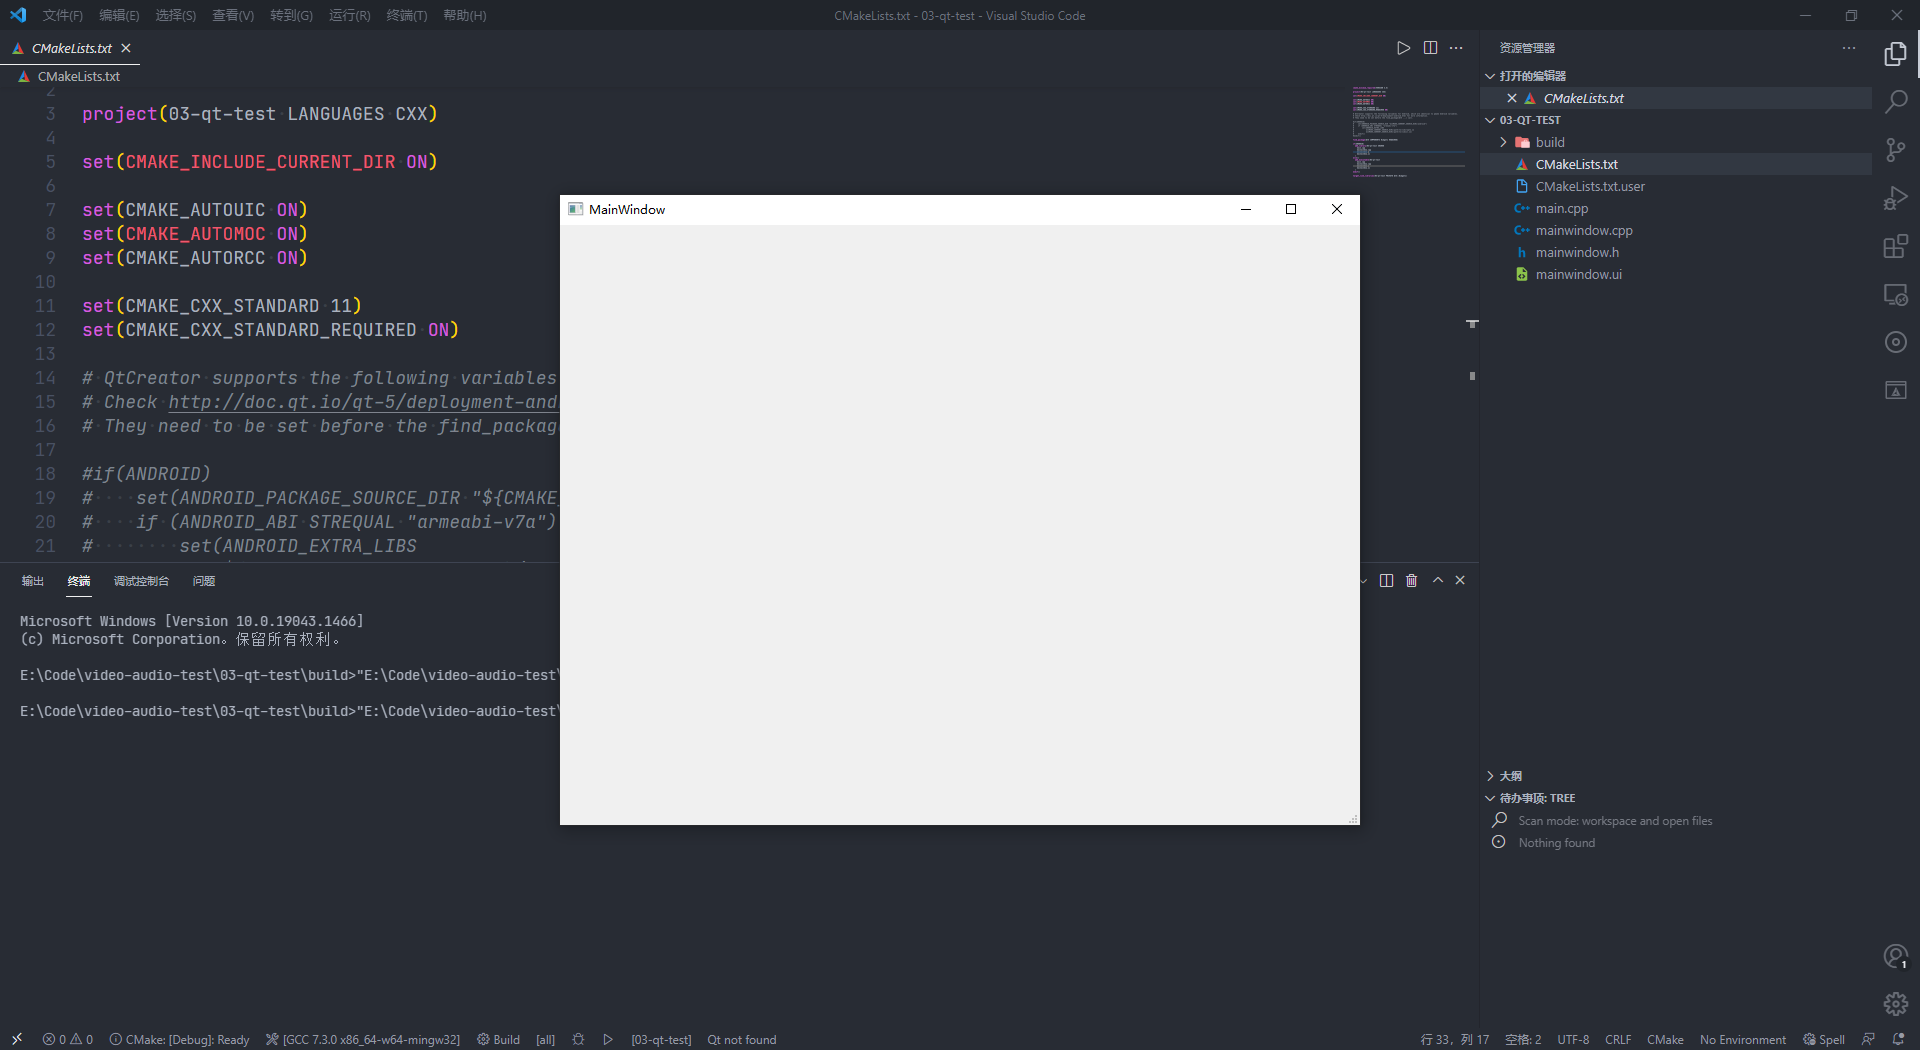 文件(F) 编辑(E) 选择(S) 查看(V) 转到(G) 运行(R) 终端(T) 帮助(H)
CMakeLists.txt - 03-qt-test - Visual Studio Code
CMakeLists.txt
CMakeLists.txt
2
3 project(03-qt-test LANGUAGES CXX)
4
5 set(CMAKE_INCLUDE_CURRENT_DIR ON)
6
7 set(CMAKE_AUTOUIC ON)
8 set(CMAKE_AUTOMOC ON)
9 set(CMAKE_AUTORCC ON)
10
11 set(CMAKE_CXX_STANDARD 11)
12 set(CMAKE_CXX_STANDARD_REQUIRED ON)
13
14 # QtCreator supports the following variables
15 # Check http://doc.qt.io/qt-5/deployment-and
16 # They need to be set before the find_packag
17
18 #if(ANDROID)
19 #    set(ANDROID_PACKAGE_SOURCE_DIR "${CMAKE_
20 #    if (ANDROID_ABI STREQUAL "armeabi-v7a")
21 #        set(ANDROID_EXTRA_LIBS
MainWindow
输出 终端 调试控制台 问题
Microsoft Windows [Version 10.0.19043.1466]
(c) Microsoft Corporation。保留所有权利。
E:\Code\video-audio-test\03-qt-test\build>"E:\Code\video-audio-test\
E:\Code\video-audio-test\03-qt-test\build>"E:\Code\video-audio-test\
资源管理器
打开的编辑器
CMakeLists.txt
03-QT-TEST
build
CMakeLists.txt
CMakeLists.txt.user
main.cpp
mainwindow.cpp
mainwindow.h
mainwindow.ui
大纲
待办事项: TREE
Scan mode: workspace and open files
Nothing found
1
0 0 CMake: [Debug]: Ready [GCC 7.3.0 x86_64-w64-mingw32] Build [all] [03-qt-test] Qt not found
行 33，列 17 空格: 2 UTF-8 CRLF CMake No Environment Spell